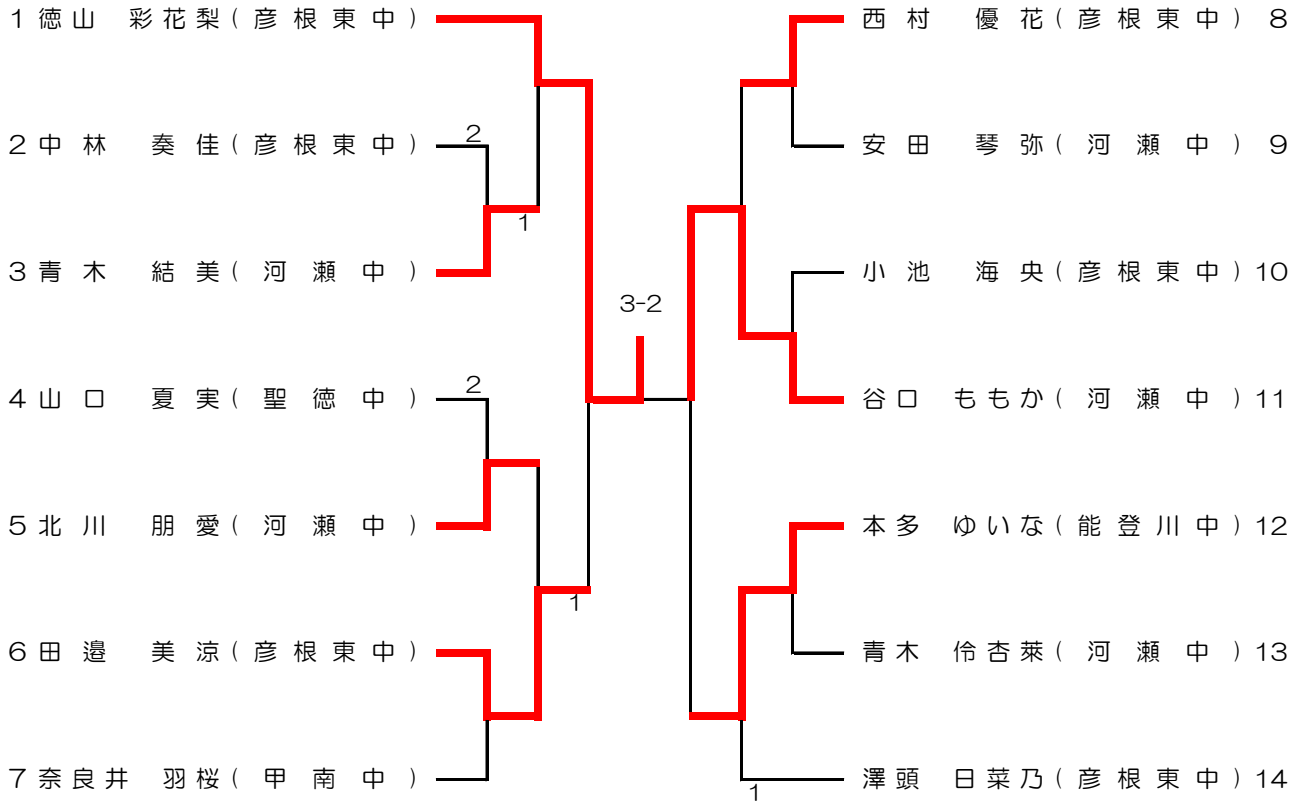 1 徳山 彩花梨(彦根東中)
2 中林 奏佳(彦根東中)
2
1
3 青木 結美(河瀬中)
4 山口 夏実(聖徳中)
2
5 北川 朋愛(河瀬中)
1
6 田邉 美涼(彦根東中)
7 奈良井 羽桜(甲南中)
3-2
西村 優花(彦根東中) 8
安田 琴弥(河瀬中) 9
小池 海央(彦根東中) 10
谷口 ももか(河瀬中) 11
本多 ゆいな(能登川中) 12
青木 伶杏萊(河瀬中) 13
澤頭 日菜乃(彦根東中) 14
1